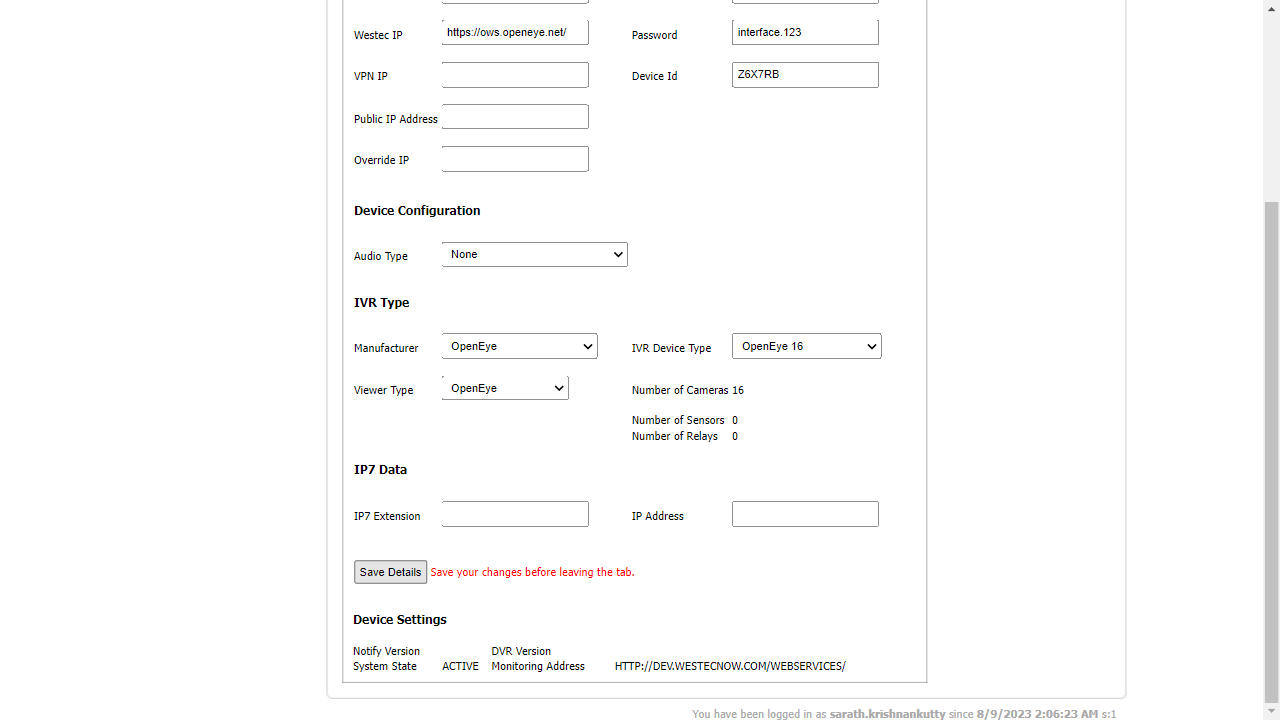 Westec IP https://ows.openeye.net/ Password interface.123
VPN IP Device Id Z6X7RB
Public IP Address
Override IP
Device Configuration
Audio Type None
IVR Type
Manufacturer OpenEye IVR Device Type OpenEye 16
Viewer Type OpenEye Number of Cameras 16
Number of Sensors 0
Number of Relays 0
IP7 Data
IP7 Extension IP Address
Save Details Save your changes before leaving the tab.
Device Settings
Notify Version DVR Version
System State ACTIVE Monitoring Address HTTP://DEV.WESTECNOW.COM/WEBSERVICES/
You have been logged in as sarath.krishnankutty since 8/9/2023 2:06:23 AM s:1